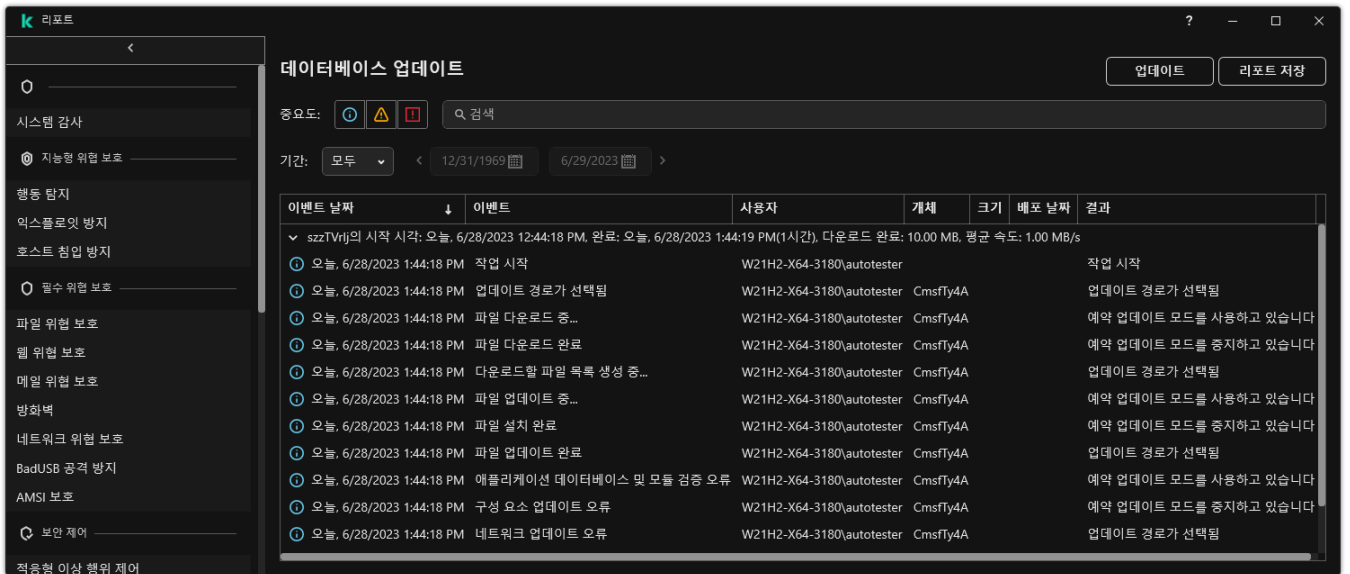 리포트
시스템 감사
지능형 위협 보호
행동 탐지
익스플로잇 방지
호스트 침입 방지
필수 위협 보호
파일 위협 보호
웹 위협 보호
메일 위협 보호
방화벽
네트워크 위협 보호
BadUSB 공격 방지
AMSI 보호
보안 제어
적응형 이상 행위 제어
데이터베이스 업데이트
업데이트 리포트 저장
중요도: 검색
기간: 모두 12/31/1969 6/29/2023
이벤트 날짜 ↓ 이벤트 사용자 개체 크기 배포 날짜 결과
szzTVrlj의 시작 시각: 오늘, 6/28/2023 12:44:18 PM, 완료: 오늘, 6/28/2023 1:44:19 PM(1시간), 다운로드 완료: 10.00 MB, 평균 속도: 1.00 MB/s
오늘, 6/28/2023 1:44:18 PM 작업 시작 W21H2-X64-3180\autotester 작업 시작
오늘, 6/28/2023 1:44:18 PM 업데이트 경로가 선택됨 W21H2-X64-3180\autotester CmsfTy4A 업데이트 경로가 선택됨
오늘, 6/28/2023 1:44:18 PM 파일 다운로드 중... W21H2-X64-3180\autotester CmsfTy4A 예약 업데이트 모드를 사용하고 있습니다
오늘, 6/28/2023 1:44:18 PM 파일 다운로드 완료 W21H2-X64-3180\autotester CmsfTy4A 예약 업데이트 모드를 중지하고 있습니다
오늘, 6/28/2023 1:44:18 PM 다운로드할 파일 목록 생성 중... W21H2-X64-3180\autotester CmsfTy4A 업데이트 경로가 선택됨
오늘, 6/28/2023 1:44:18 PM 파일 업데이트 중... W21H2-X64-3180\autotester CmsfTy4A 예약 업데이트 모드를 사용하고 있습니다
오늘, 6/28/2023 1:44:18 PM 파일 설치 완료 W21H2-X64-3180\autotester CmsfTy4A 예약 업데이트 모드를 중지하고 있습니다
오늘, 6/28/2023 1:44:18 PM 파일 업데이트 완료 W21H2-X64-3180\autotester CmsfTy4A 업데이트 경로가 선택됨
오늘, 6/28/2023 1:44:18 PM 애플리케이션 데이터베이스 및 모듈 검증 오류 W21H2-X64-3180\autotester CmsfTy4A 예약 업데이트 모드를 사용하고 있습니다
오늘, 6/28/2023 1:44:18 PM 구성 요소 업데이트 오류 W21H2-X64-3180\autotester CmsfTy4A 예약 업데이트 모드를 중지하고 있습니다
오늘, 6/28/2023 1:44:18 PM 네트워크 업데이트 오류 W21H2-X64-3180\autotester CmsfTy4A 업데이트 경로가 선택됨